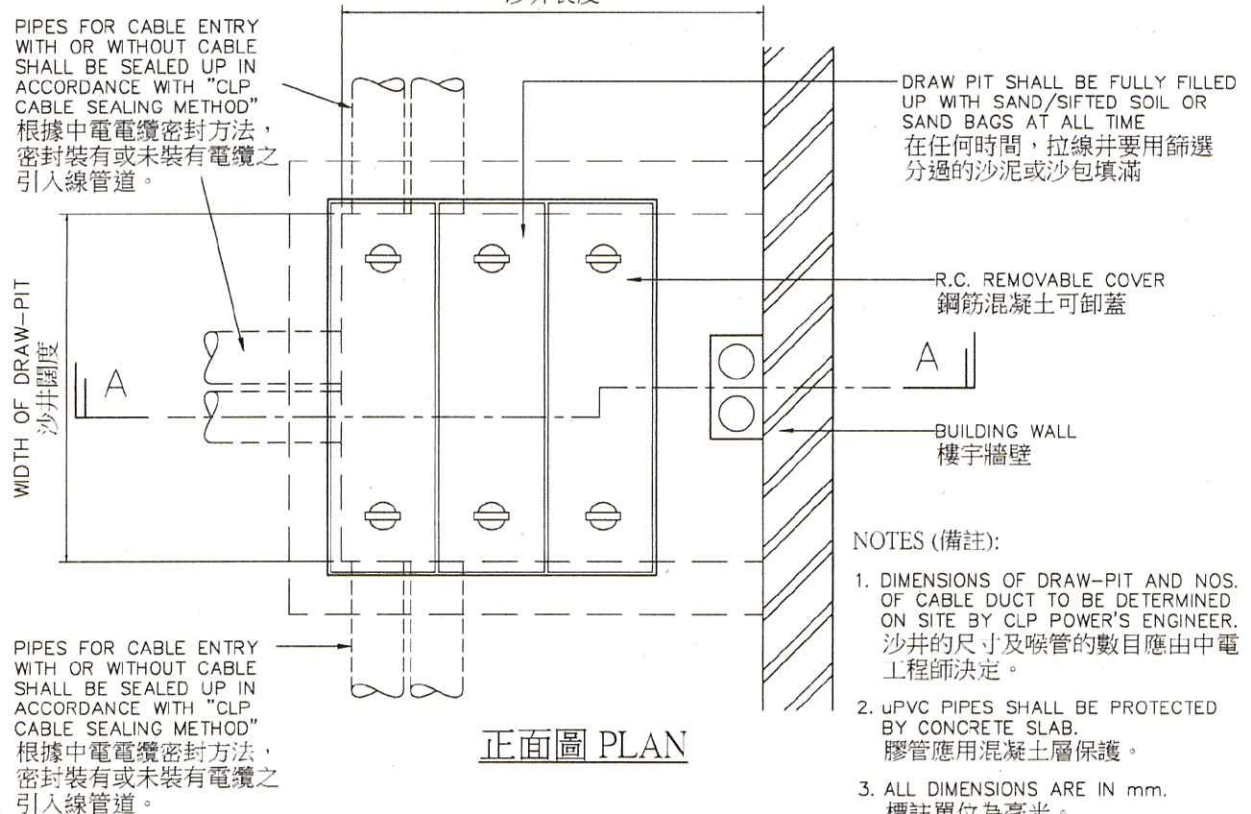 PIPES FOR CABLE ENTRY
WITH OR WITHOUT CABLE
SHALL BE SEALED UP IN
ACCORDANCE WITH "CLP
CABLE SEALING METHOD"
根據中電電纜密封方法，
密封裝有或未裝有電纜之
引入線管道。
沙井長度
DRAW PIT SHALL BE FULLY FILLED
UP WITH SAND/SIFTED SOIL OR
SAND BAGS AT ALL TIME
在任何時間，拉線井要用篩選
分過的沙泥或沙包填滿
R.C. REMOVABLE COVER
鋼筋混凝土可卸蓋
WIDTH OF DRAW-PIT
沙井闊度
A
A
BUILDING WALL
樓宇牆壁
PIPES FOR CABLE ENTRY
WITH OR WITHOUT CABLE
SHALL BE SEALED UP IN
ACCORDANCE WITH "CLP
CABLE SEALING METHOD"
根據中電電纜密封方法，
密封裝有或未裝有電纜之
引入線管道。
正面圖 PLAN
NOTES (備註):
1. DIMENSIONS OF DRAW-PIT AND NOS.
OF CABLE DUCT TO BE DETERMINED
ON SITE BY CLP POWER'S ENGINEER.
沙井的尺寸及喉管的數目應由中電
工程師決定。
2. uPVC PIPES SHALL BE PROTECTED
BY CONCRETE SLAB.
膠管應用混凝土層保護。
3. ALL DIMENSIONS ARE IN mm.
標註單位為毫米。